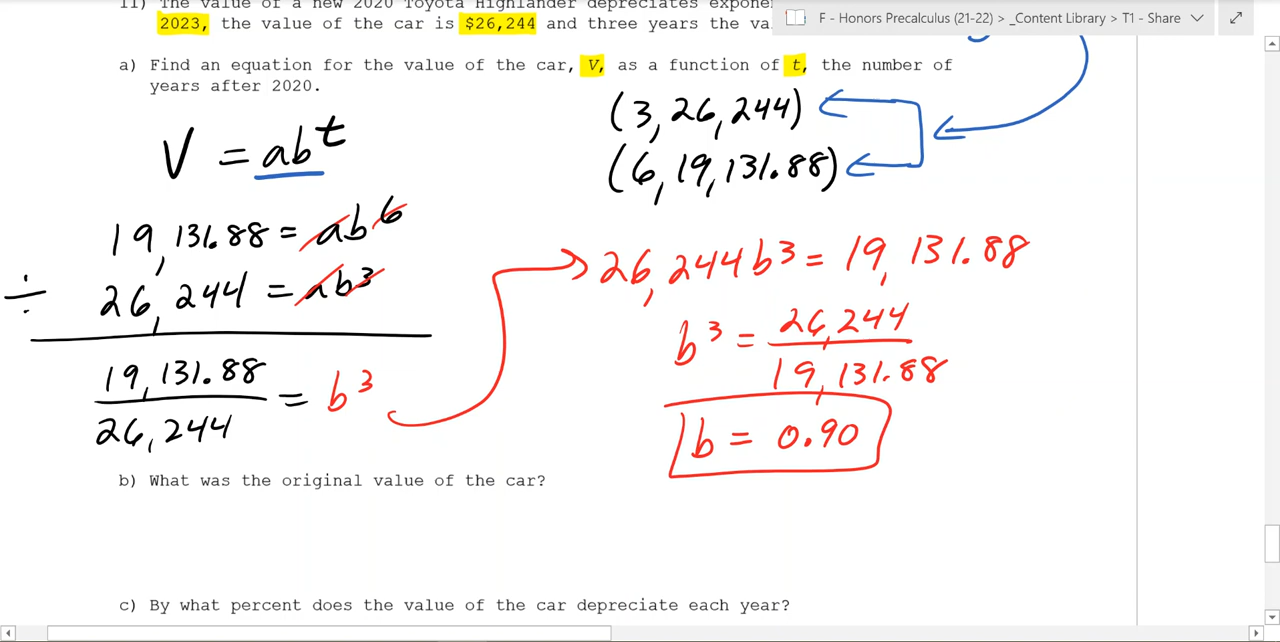 11) The value of a new 2020 Toyota Highlander depreciates expone
F - Honors Precalculus (21-22) > _Content Library > T1 - Share
2023, the value of the car is $26,244 and three years the va
a) Find an equation for the value of the car, V, as a function of t, the number of
years after 2020.
(3, 26,244)
V = ab^t
(6, 19,131.88)
19,131.88 = ab^6
÷ 26,244 = ab^3
19,131.88 / 26,244 = b^3
26,244b^3 = 19,131.88
b^3 = 26,244 / 19,131.88
b = 0.90
b) What was the original value of the car?
c) By what percent does the value of the car depreciate each year?